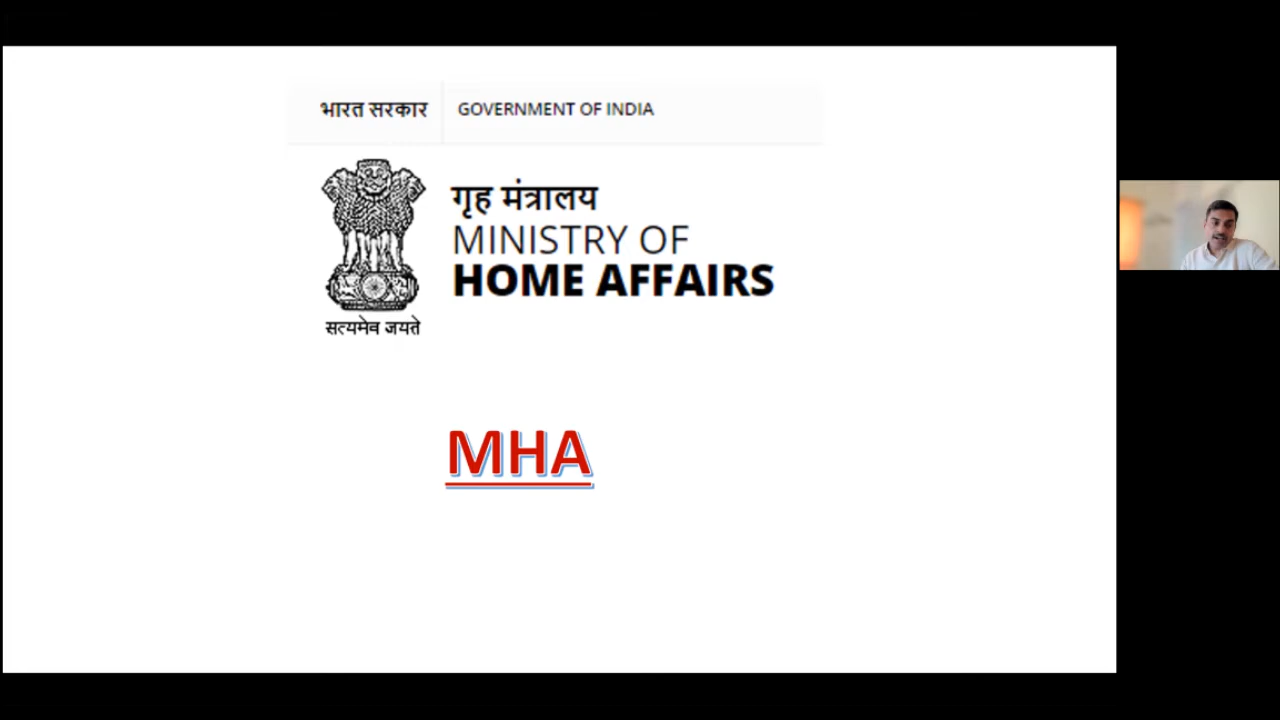 भारत सरकार GOVERNMENT OF INDIA
गृह मंत्रालय
MINISTRY OF
HOME AFFAIRS
सत्यमेव जयते
MHA